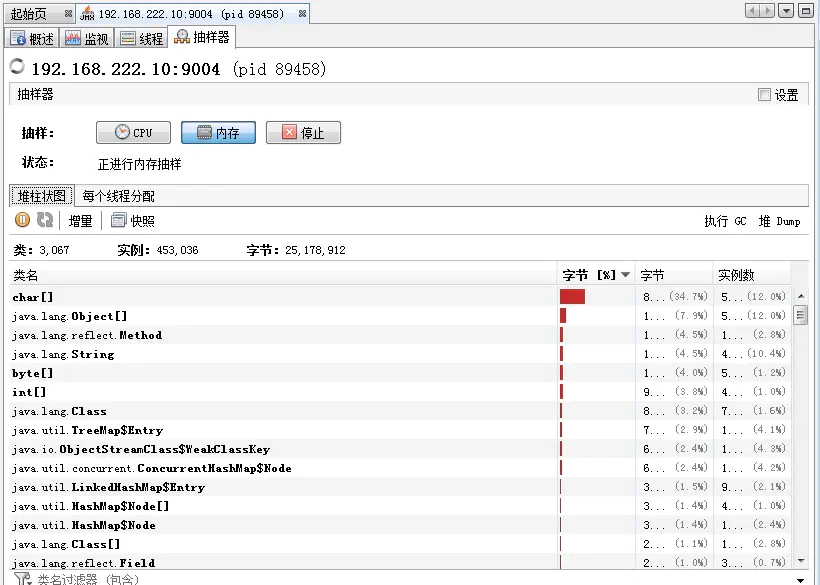 起始页 192.168.222.10:9004 (pid 89458)
概述 监视 线程 抽样器
192.168.222.10:9004 (pid 89458)
抽样器 设置
抽样: CPU 内存 停止
状态: 正进行内存抽样
堆柱状图 每个线程分配
增量 快照 执行 GC 堆 Dump
类: 3,067 实例: 453,036 字节: 25,178,912
类名 字节 [%] 字节 实例数
char[] 8... (34.7%) 5... (12.0%)
java.lang.Object[] 1... (7.9%) 5... (12.0%)
java.lang.reflect.Method 1... (4.5%) 1... (2.8%)
java.lang.String 1... (4.5%) 4... (10.4%)
byte[] 1... (4.0%) 5... (1.2%)
int[] 9... (3.8%) 4... (1.0%)
java.lang.Class 8... (3.2%) 7... (1.6%)
java.util.TreeMap$Entry 7... (2.9%) 1... (4.1%)
java.io.ObjectStreamClass$WeakClassKey 6... (2.4%) 1... (4.3%)
java.util.concurrent.ConcurrentHashMap$Node 6... (2.4%) 1... (4.2%)
java.util.LinkedHashMap$Entry 3... (1.5%) 9... (2.1%)
java.util.HashMap$Node[] 3... (1.4%) 4... (1.0%)
java.util.HashMap$Node 3... (1.4%) 1... (2.4%)
java.lang.Class[] 2... (1.1%) 1... (2.8%)
java.lang.reflect.Field 2... (1.0%) 3... (0.7%)
类名过滤器 (包含)